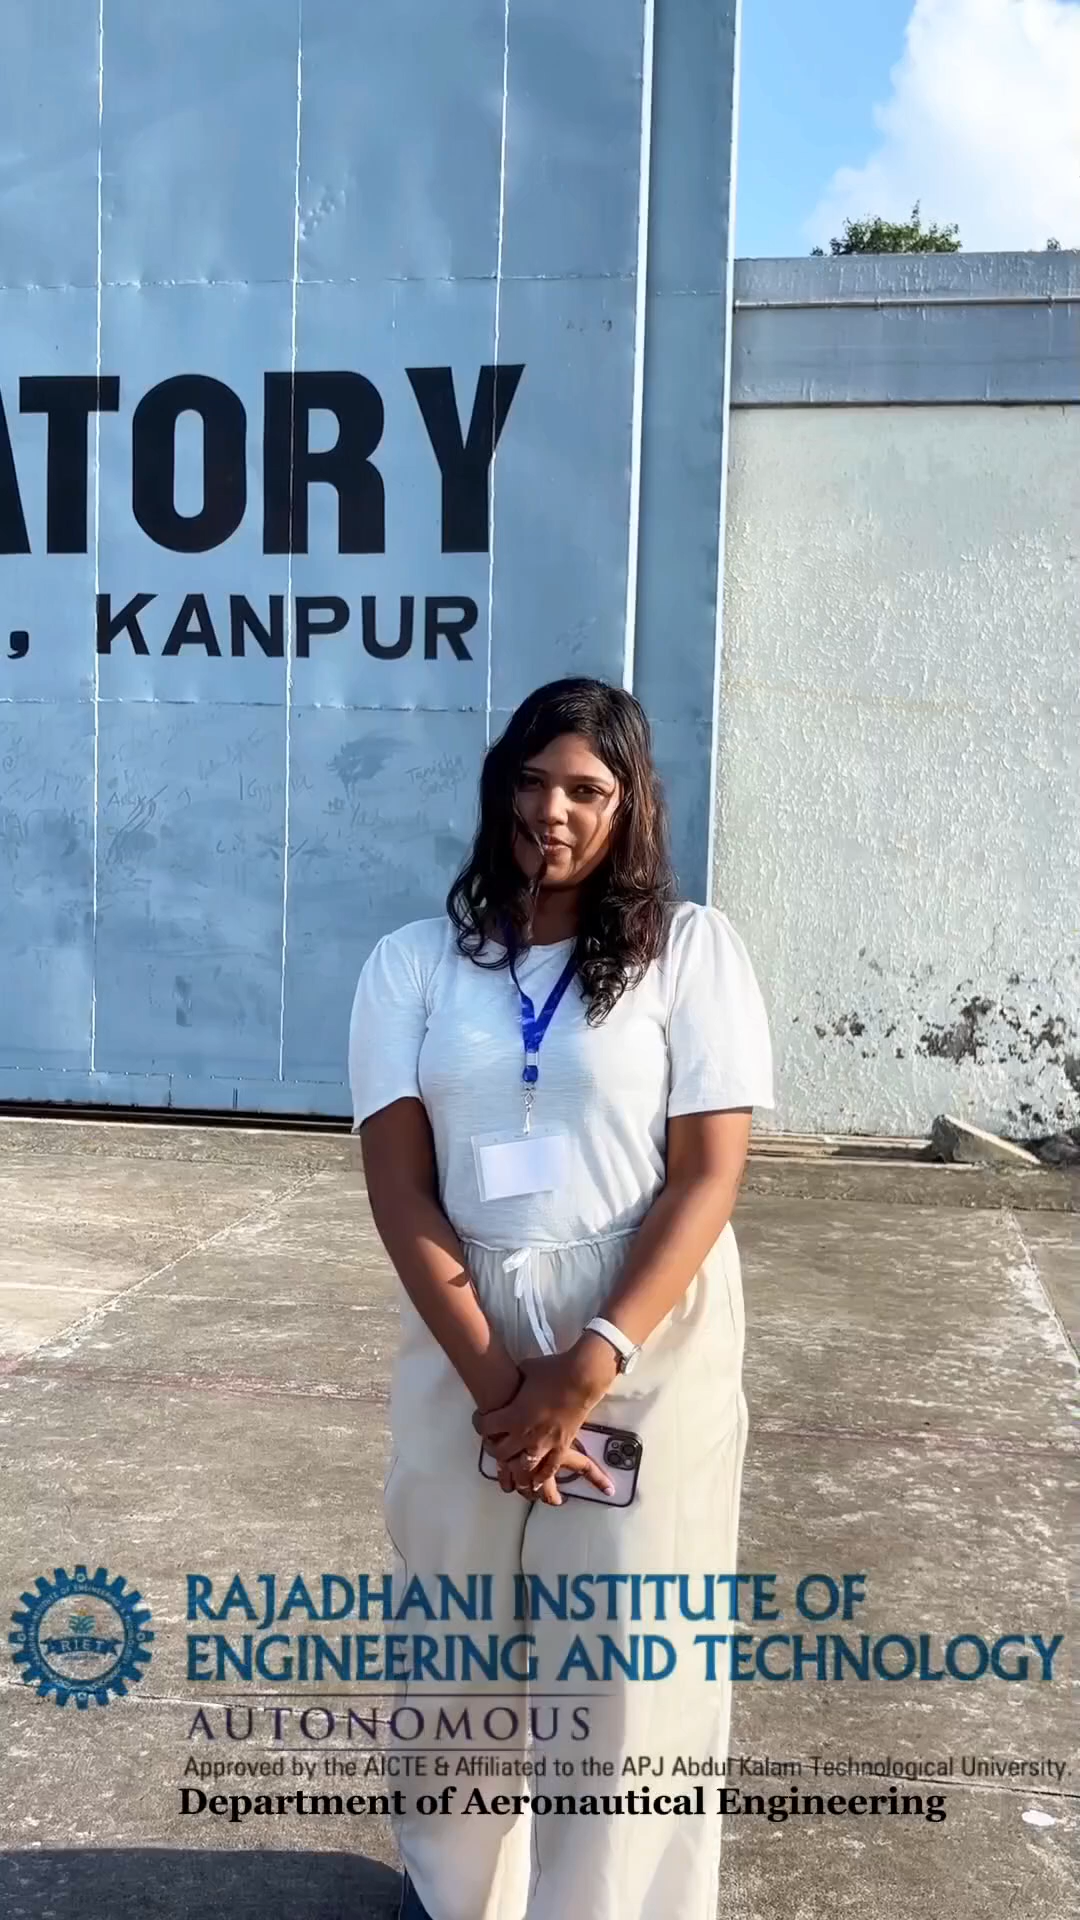 ATORY
, KANPUR
RIET
RAJADHANI INSTITUTE OF
ENGINEERING AND TECHNOLOGY
AUTONOMOUS
Approved by the AICTE & Affiliated to the APJ Abdul Kalam Technological University.
Department of Aeronautical Engineering